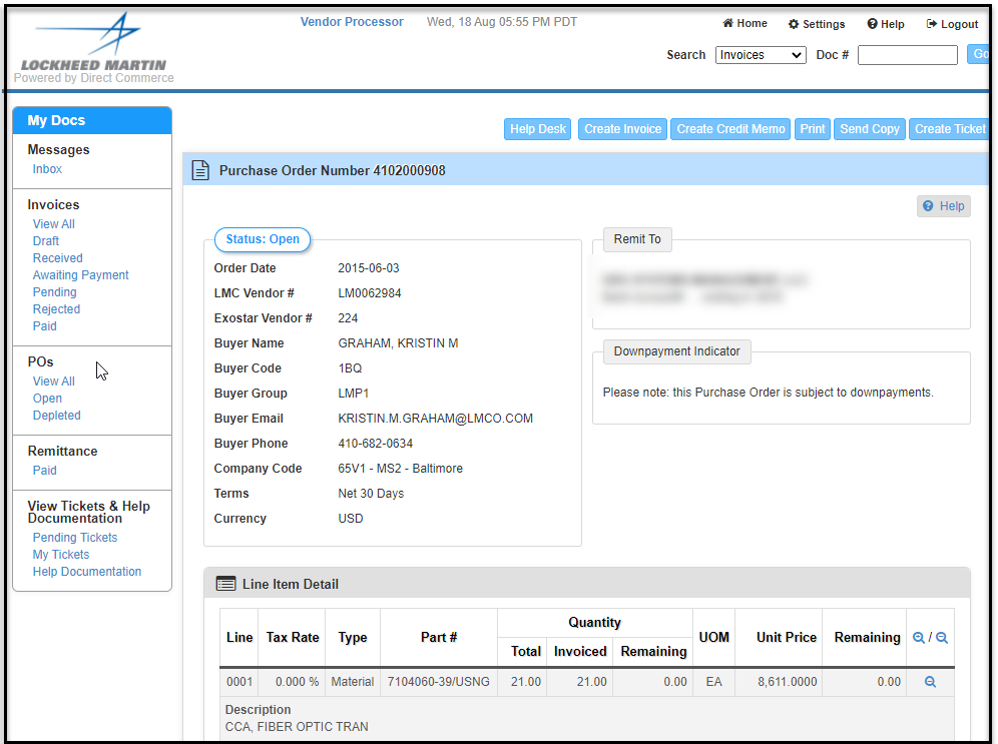 Vendor Processor Wed, 18 Aug 05:55 PM PDT Home Settings Help Logout
LOCKHEED MARTIN
Powered by Direct Commerce
Search Invoices Doc # Go
My Docs
Messages
Inbox
Invoices
View All
Draft
Received
Awaiting Payment
Pending
Rejected
Paid
POs
View All
Open
Depleted
Remittance
Paid
View Tickets & Help
Documentation
Pending Tickets
My Tickets
Help Documentation
Help Desk Create Invoice Create Credit Memo Print Send Copy Create Ticket
Purchase Order Number 4102000908
Help
Status: Open
Order Date 2015-06-03
LMC Vendor # LM0062984
Exostar Vendor # 224
Buyer Name GRAHAM, KRISTIN M
Buyer Code 1BQ
Buyer Group LMP1
Buyer Email KRISTIN.M.GRAHAM@LMCO.COM
Buyer Phone 410-682-0634
Company Code 65V1 - MS2 - Baltimore
Terms Net 30 Days
Currency USD
Remit To
Downpayment Indicator
Please note: this Purchase Order is subject to downpayments.
Line Item Detail
Line Tax Rate Type Part # Quantity UOM Unit Price Remaining /
Total Invoiced Remaining
0001 0.000 % Material 7104060-39/USNG 21.00 21.00 0.00 EA 8,611.0000 0.00
Description
CCA, FIBER OPTIC TRAN